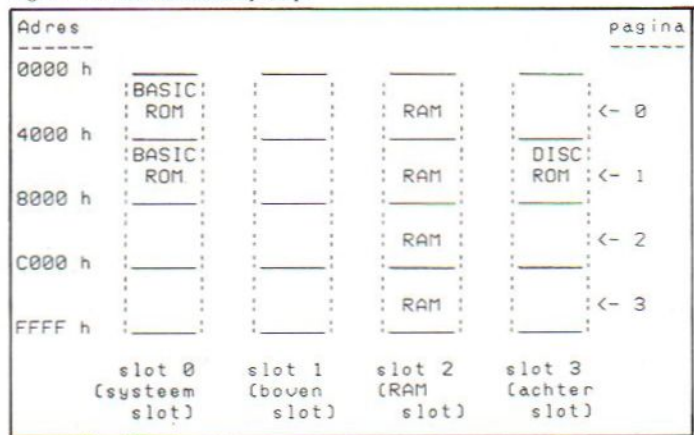 Adres pagina
0000 h
BASIC
ROM RAM <- 0
4000 h
BASIC DISC
ROM RAM ROM <- 1
8000 h
RAM <- 2
C000 h
RAM <- 3
FFFF h
slot 0 slot 1 slot 2 slot 3
(systeem (boven (RAM (achter
slot) slot) slot) slot)